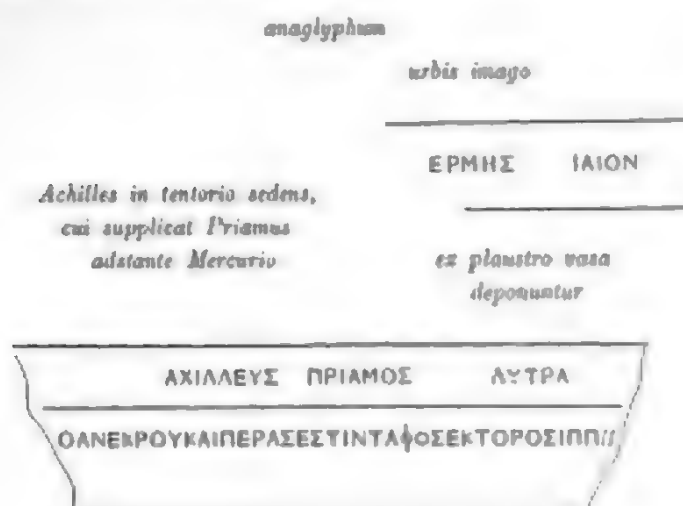 anaglyphum
urbis imago
ΕΡΜΗΣ ΙΛΙΟΝ
Achilles in tentorio sedens,
cui supplicat Priamus
adstante Mercurio
ex plaustro vasa
deponuntur
ΑΧΙΛΛΕΥΣ ΠΡΙΑΜΟΣ ΛΥΤΡΑ
ΟΑΝΕΚΡΟΥΚΑΙΠΕΡΑΣΕΣΤΙΝΤΑΦΟΣΕΚΤΟΡΟΣΙΠΠ